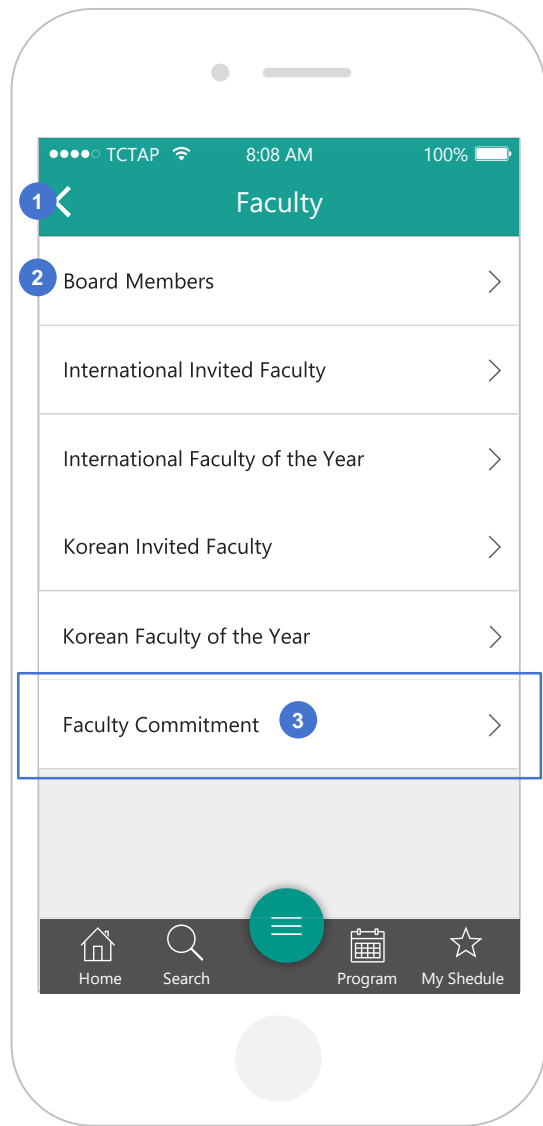 TCTAP 8:08 AM 100%
1 Faculty
2 Board Members
International Invited Faculty
International Faculty of the Year
Korean Invited Faculty
Korean Faculty of the Year
Faculty Commitment 3
Home Search Program My Shedule